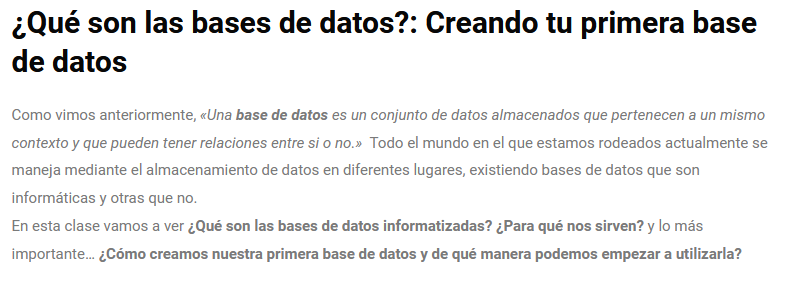 ¿Qué son las bases de datos?: Creando tu primera base
de datos
Como vimos anteriormente, «Una base de datos es un conjunto de datos almacenados que pertenecen a un mismo
contexto y que pueden tener relaciones entre si o no.» Todo el mundo en el que estamos rodeados actualmente se
maneja mediante el almacenamiento de datos en diferentes lugares, existiendo bases de datos que son
informáticas y otras que no.
En esta clase vamos a ver ¿Qué son las bases de datos informatizadas? ¿Para qué nos sirven? y lo más
importante… ¿Cómo creamos nuestra primera base de datos y de qué manera podemos empezar a utilizarla?